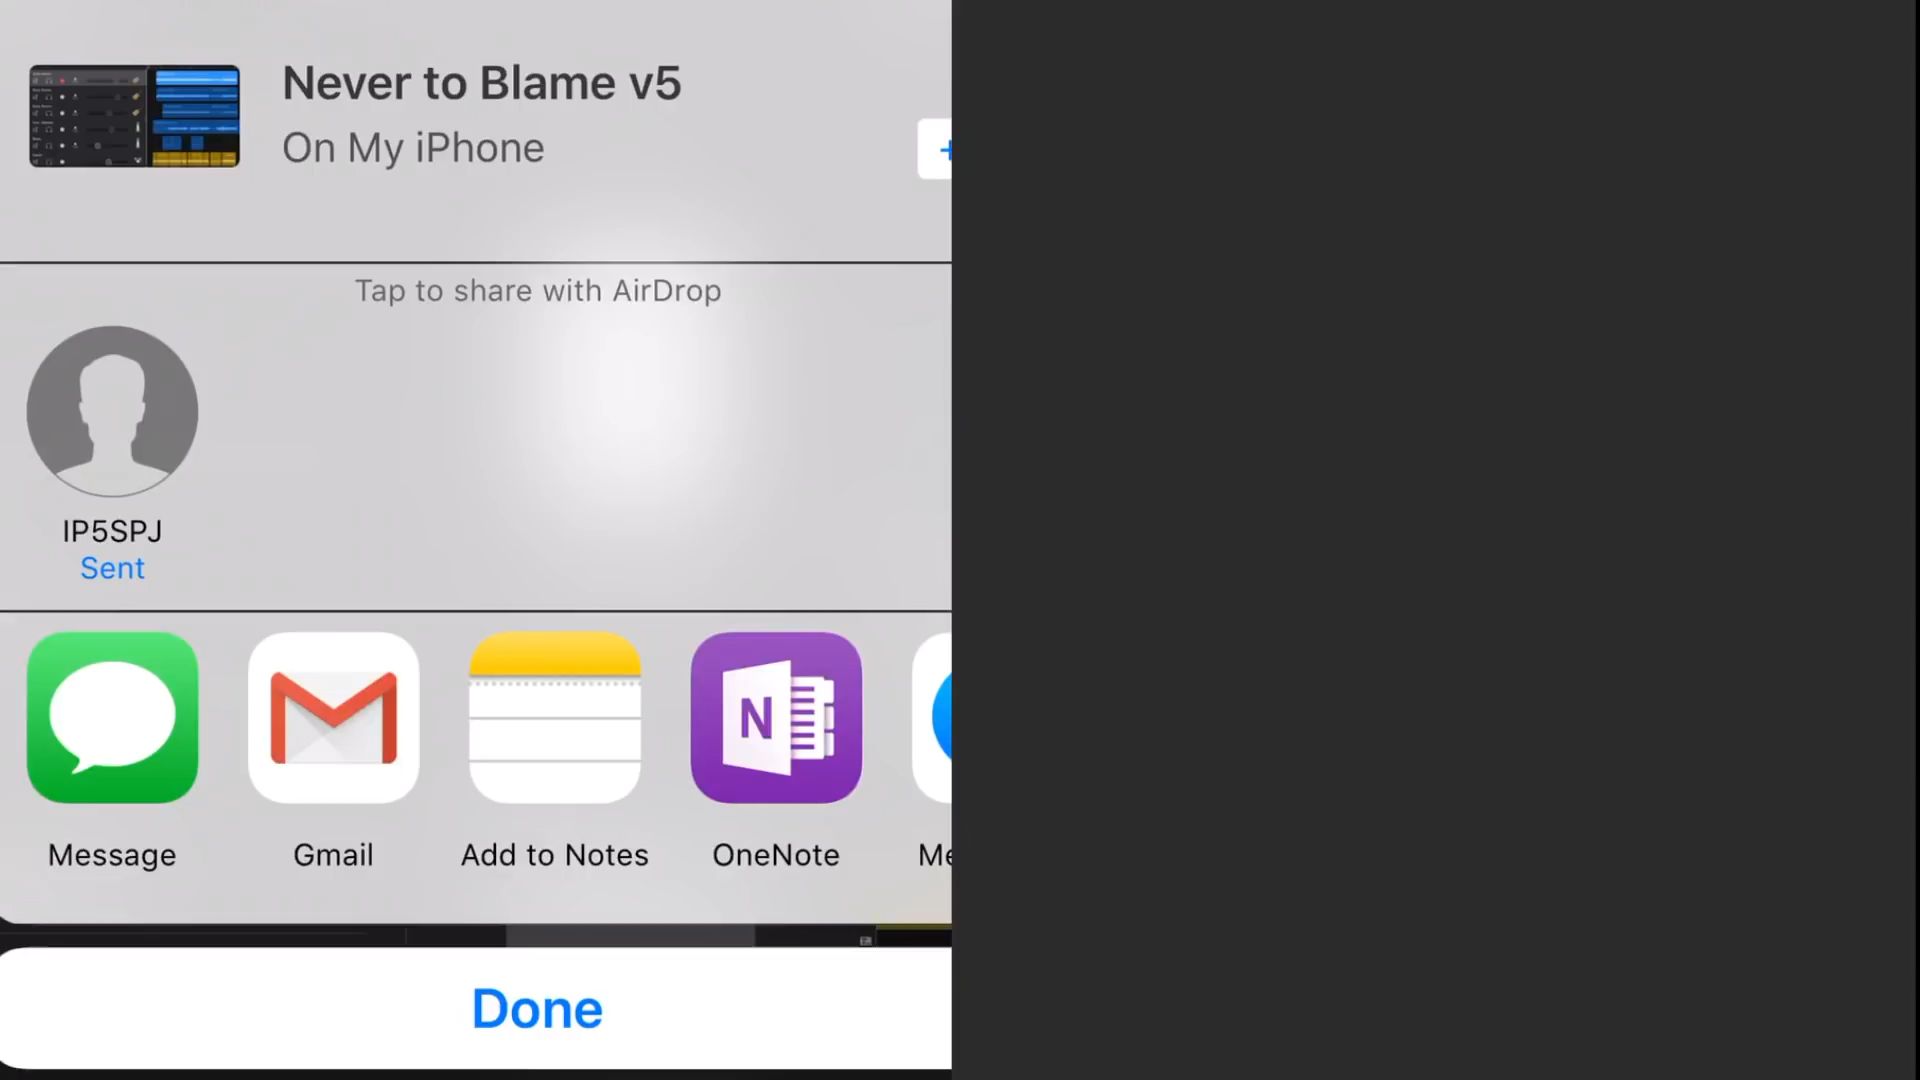 Never to Blame v5
On My iPhone
Tap to share with AirDrop
IP5SPJ
Sent
N
Message
Gmail
Add to Notes
OneNote
Me
Done